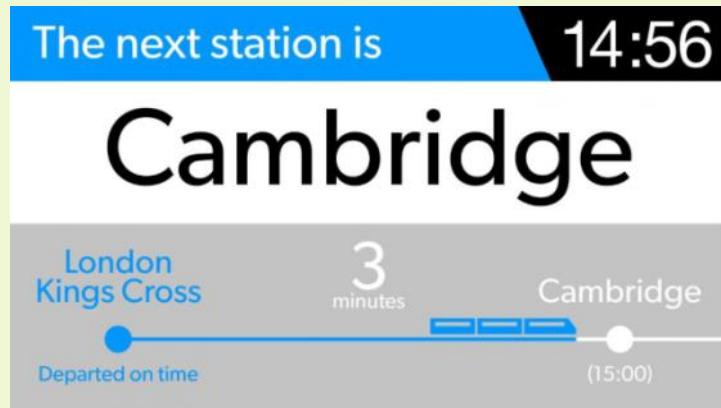 The next station is
14:56
Cambridge
London
Kings Cross
3
minutes
Cambridge
Departed on time
(15:00)